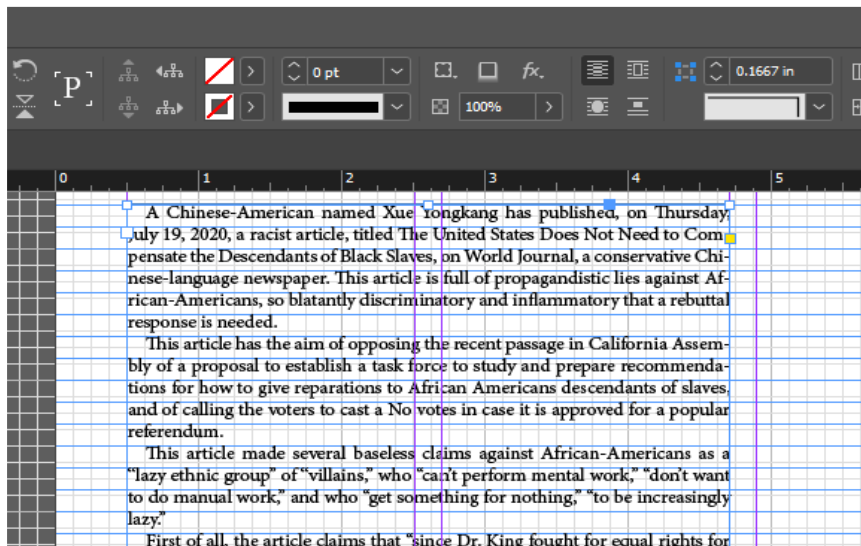 P
0 pt
fx.
0.1667 in
100%
0 1 2 3 4 5
A Chinese-American named Xue Yongkang has published, on Thursday,
July 19, 2020, a racist article, titled The United States Does Not Need to Com-
pensate the Descendants of Black Slaves, on World Journal, a conservative Chi-
nese-language newspaper. This article is full of propagandistic lies against Af-
rican-Americans, so blatantly discriminatory and inflammatory that a rebuttal
response is needed.
This article has the aim of opposing the recent passage in California Assem-
bly of a proposal to establish a task force to study and prepare recommenda-
tions for how to give reparations to African Americans descendants of slaves,
and of calling the voters to cast a No votes in case it is approved for a popular
referendum.
This article made several baseless claims against African-Americans as a
“lazy ethnic group” of “villains,” who “can’t perform mental work,” “don’t want
to do manual work,” and who “get something for nothing,” “to be increasingly
lazy.”
First of all, the article claims that “since Dr. King fought for equal rights for